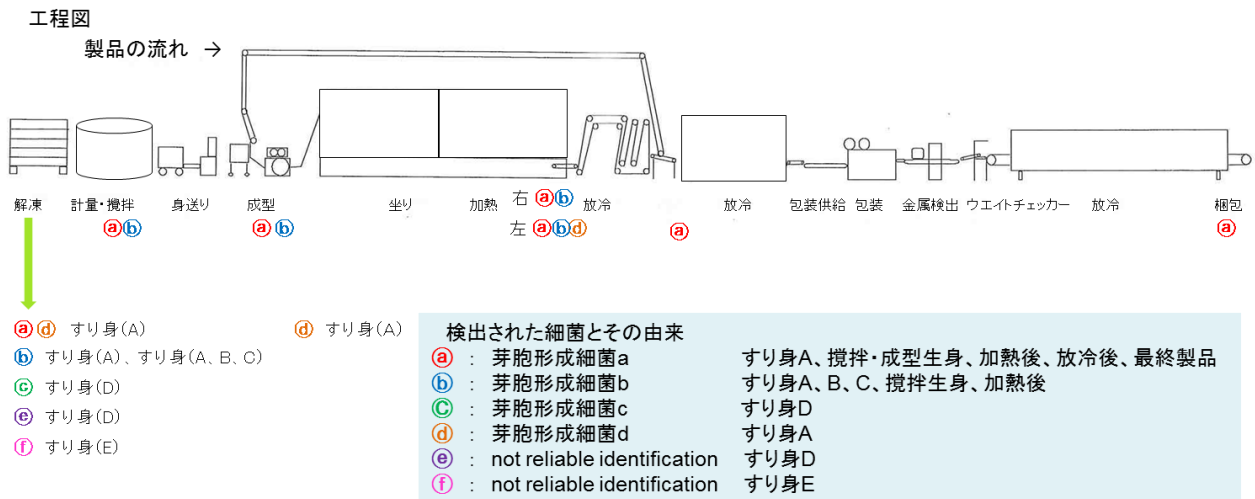 工程図
製品の流れ →
解凍 計量・攪拌 身送り 成型 坐り 加熱 右 ⓐⓑ 放冷 放冷 包装供給 包装 金属検出 ウエイトチェッカー 放冷 梱包
ⓐⓑ ⓐⓑ 左 ⓐⓑⓓ ⓐ ⓐ
ⓐⓓ すり身(A) ⓓ すり身(A)
ⓑ すり身(A)、すり身(A、B、C)
ⓒ すり身(D)
ⓔ すり身(D)
ⓕ すり身(E)
検出された細菌とその由来
ⓐ : 芽胞形成細菌a すり身A、攪拌・成型生身、加熱後、放冷後、最終製品
ⓑ : 芽胞形成細菌b すり身A、B、C、攪拌生身、加熱後
Ⓒ : 芽胞形成細菌c すり身D
ⓓ : 芽胞形成細菌d すり身A
ⓔ : not reliable identification すり身D
ⓕ : not reliable identification すり身E